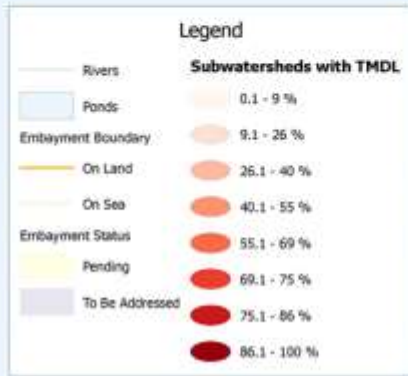 Legend
Rivers
Ponds
Embayment Boundary
On Land
On Sea
Embayment Status
Pending
To Be Addressed
Subwatersheds with TMDL
0.1 - 9 %
9.1 - 26 %
26.1 - 40 %
40.1 - 55 %
55.1 - 69 %
69.1 - 75 %
75.1 - 86 %
86.1 - 100 %